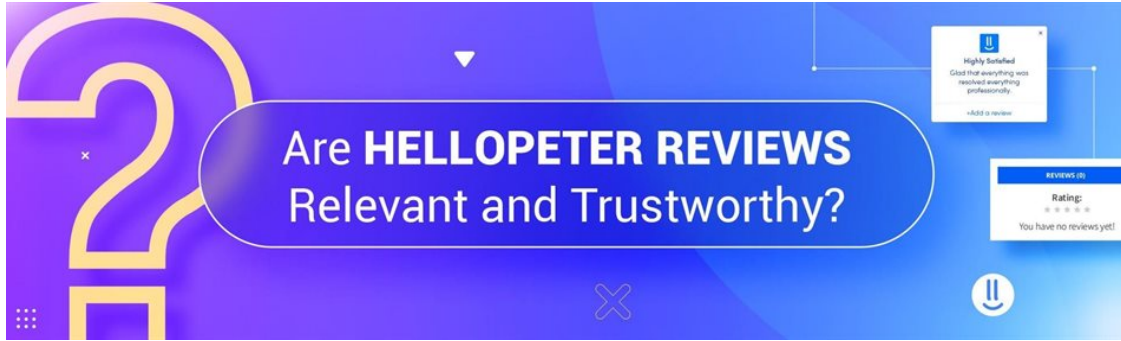 Are HELLOPETER REVIEWS
Relevant and Trustworthy?
Highly Satisfied
Glad that everything was
resolved everything
professionally.
+Add a review
REVIEWS (0)
Rating:
You have no reviews yet!